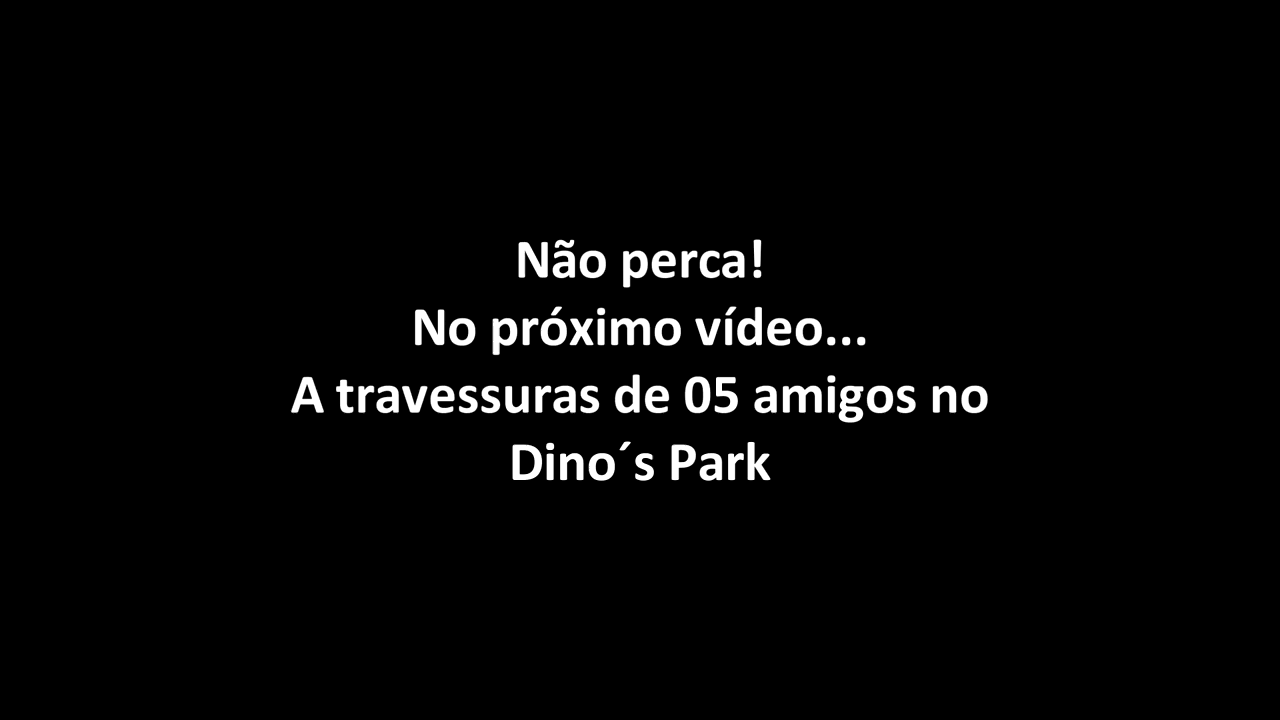 Não perca!
No próximo vídeo...
A travessuras de 05 amigos no
Dino´s Park